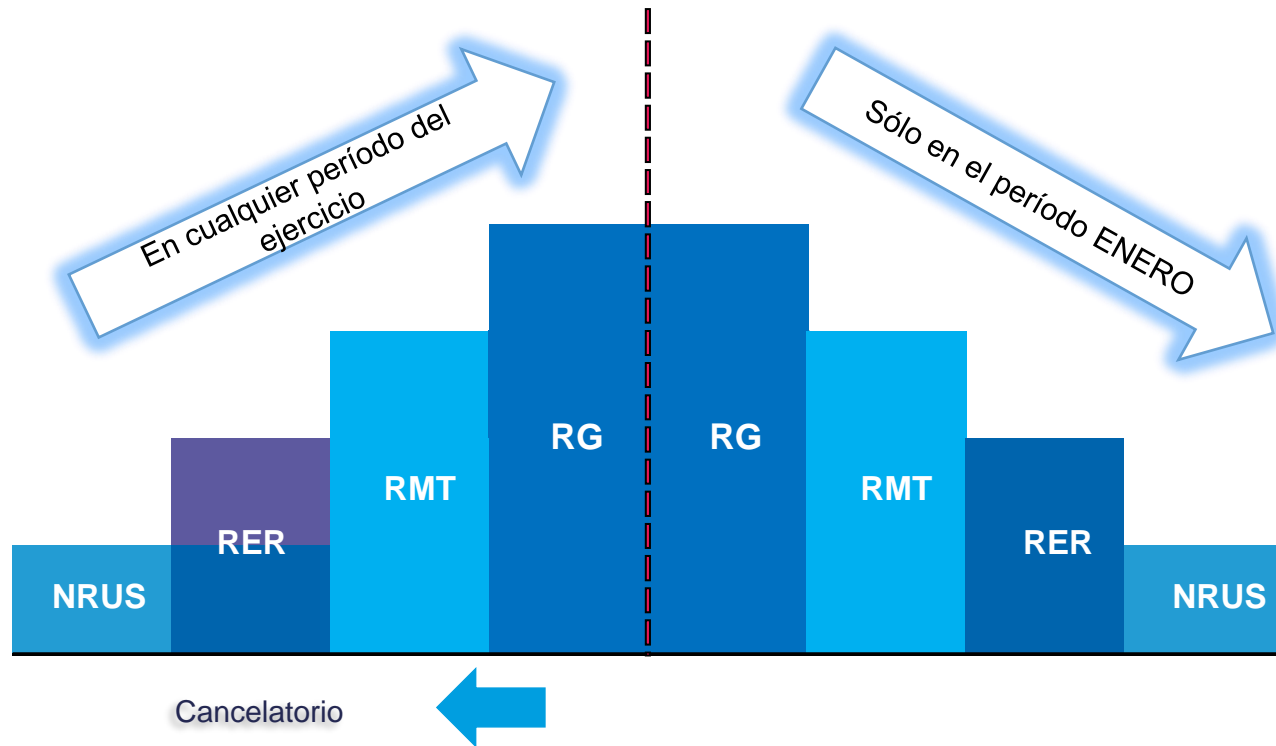 En cualquier período del
ejercicio
Sólo en el período ENERO
RG
RG
RMT
RMT
RER
RER
NRUS
NRUS
Cancelatorio